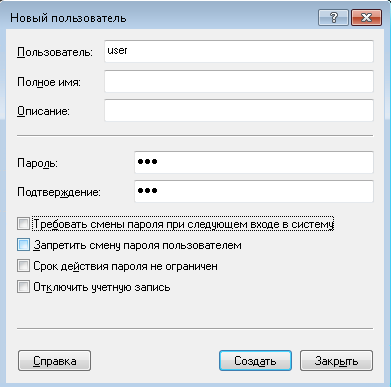 Новый пользователь
?
Пользователь: user
Полное имя:
Описание:
Пароль: •••
Подтверждение: •••
Требовать смены пароля при следующем входе в систему
Запретить смену пароля пользователем
Срок действия пароля не ограничен
Отключить учетную запись
Справка Создать Закрыть